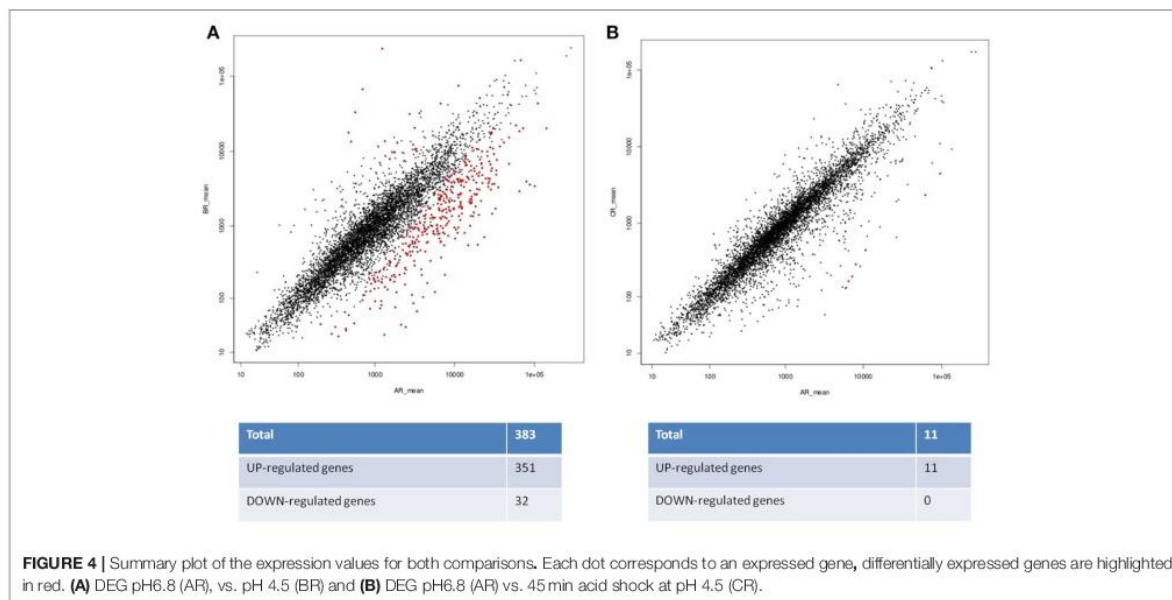 A
B
1e+05
10000
1000
100
10
BR_mean
10
100
1000
10000
1e+05
AR_mean
1e+05
10000
1000
100
10
CR_mean
10
100
1000
10000
1e+05
AR_mean
Total 383
UP-regulated genes 351
DOWN-regulated genes 32
Total 11
UP-regulated genes 11
DOWN-regulated genes 0
FIGURE 4 | Summary plot of the expression values for both comparisons. Each dot corresponds to an expressed gene, differentially expressed genes are highlighted
in red. (A) DEG pH6.8 (AR), vs. pH 4.5 (BR) and (B) DEG pH6.8 (AR) vs. 45 min acid shock at pH 4.5 (CR).